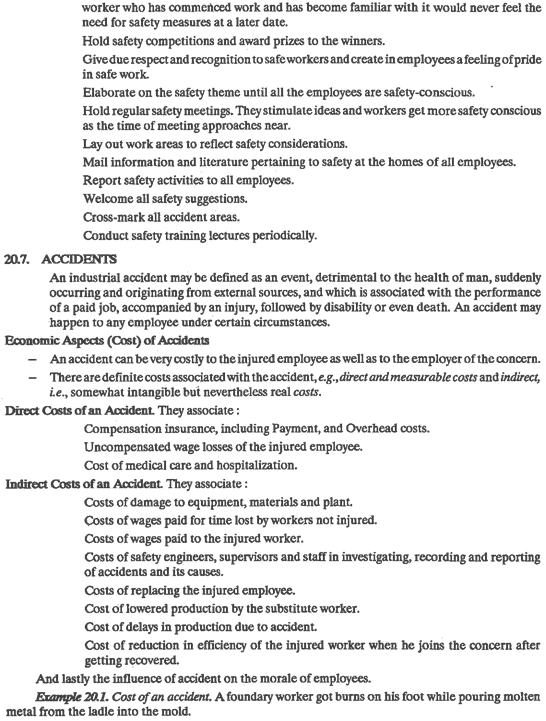 worker who has commenced work and has become familiar with it would never feel the
need for safety measures at a later date.
Hold safety competitions and award prizes to the winners.
Give due respect and recognition to safe workers and create in employees a feeling of pride
in safe work.
Elaborate on the safety theme until all the employees are safety-conscious.
Hold regular safety meetings. They stimulate ideas and workers get more safety conscious
as the time of meeting approaches near.
Lay out work areas to reflect safety considerations.
Mail information and literature pertaining to safety at the homes of all employees.
Report safety activities to all employees.
Welcome all safety suggestions.
Cross-mark all accident areas.
Conduct safety training lectures periodically.
20.7. ACCIDENTS
An industrial accident may be defined as an event, detrimental to the health of man, suddenly
occurring and originating from external sources, and which is associated with the performance
of a paid job, accompanied by an injury, followed by disability or even death. An accident may
happen to any employee under certain circumstances.
Economic Aspects (Cost) of Accidents
– An accident can be very costly to the injured employee as well as to the employer of the concern.
– There are definite costs associated with the accident, e.g., direct and measurable costs and indirect,
i.e., somewhat intangible but nevertheless real costs.
Direct Costs of an Accident. They associate :
Compensation insurance, including Payment, and Overhead costs.
Uncompensated wage losses of the injured employee.
Cost of medical care and hospitalization.
Indirect Costs of an Accident. They associate :
Costs of damage to equipment, materials and plant.
Costs of wages paid for time lost by workers not injured.
Costs of wages paid to the injured worker.
Costs of safety engineers, supervisors and staff in investigating, recording and reporting
of accidents and its causes.
Costs of replacing the injured employee.
Cost of lowered production by the substitute worker.
Cost of delays in production due to accident.
Cost of reduction in efficiency of the injured worker when he joins the concern after
getting recovered.
And lastly the influence of accident on the morale of employees.
Example 20.1. Cost of an accident. A foundary worker got burns on his foot while pouring molten
metal from the ladle into the mold.